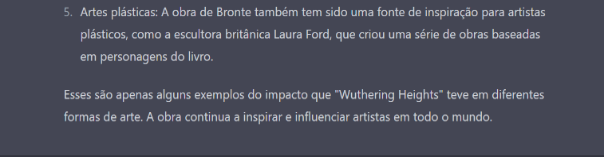 5. Artes plásticas: A obra de Bronte também tem sido uma fonte de inspiração para artistas
plásticos, como a escultora britânica Laura Ford, que criou uma série de obras baseadas
em personagens do livro.
Esses são apenas alguns exemplos do impacto que "Wuthering Heights" teve em diferentes
formas de arte. A obra continua a inspirar e influenciar artistas em todo o mundo.